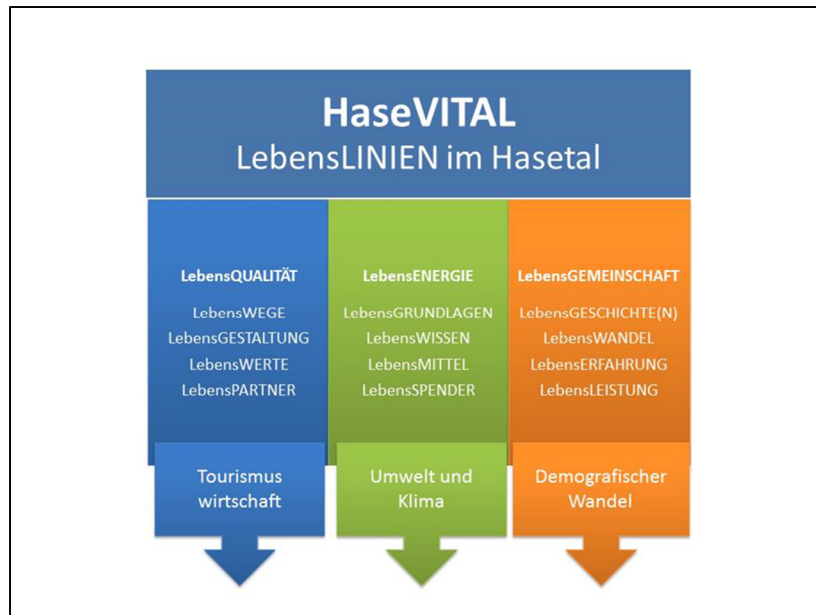 HaseVITAL
LebensLINIEN im Hasetal
LebensQUALITÄT
LebensWEGE
LebensGESTALTUNG
LebensWERTE
LebensPARTNER
Tourismus
wirtschaft
LebensENERGIE
LebensGRUNDLAGEN
LebensWISSEN
LebensMITTEL
LebensSPENDER
Umwelt und
Klima
LebensGEMEINSCHAFT
LebensGESCHICHTE(N)
LebensWANDEL
LebensERFAHRUNG
LebensLEISTUNG
Demografischer
Wandel